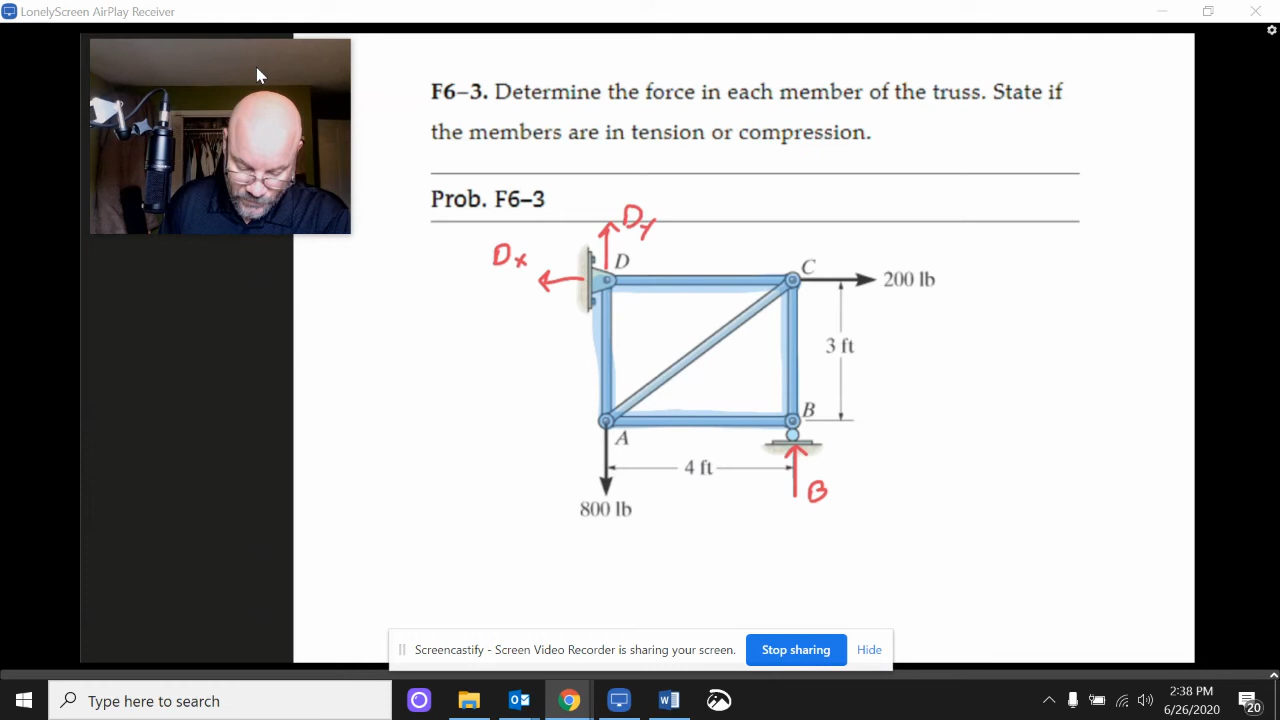 LonelyScreen AirPlay Receiver
F6–3. Determine the force in each member of the truss. State if
the members are in tension or compression.
Prob. F6–3
Dy
Dx
D
C
200 lb
3 ft
B
A
4 ft
B
800 lb
Screencastify - Screen Video Recorder is sharing your screen.
Stop sharing
Hide
Type here to search
2:38 PM
6/26/2020
20